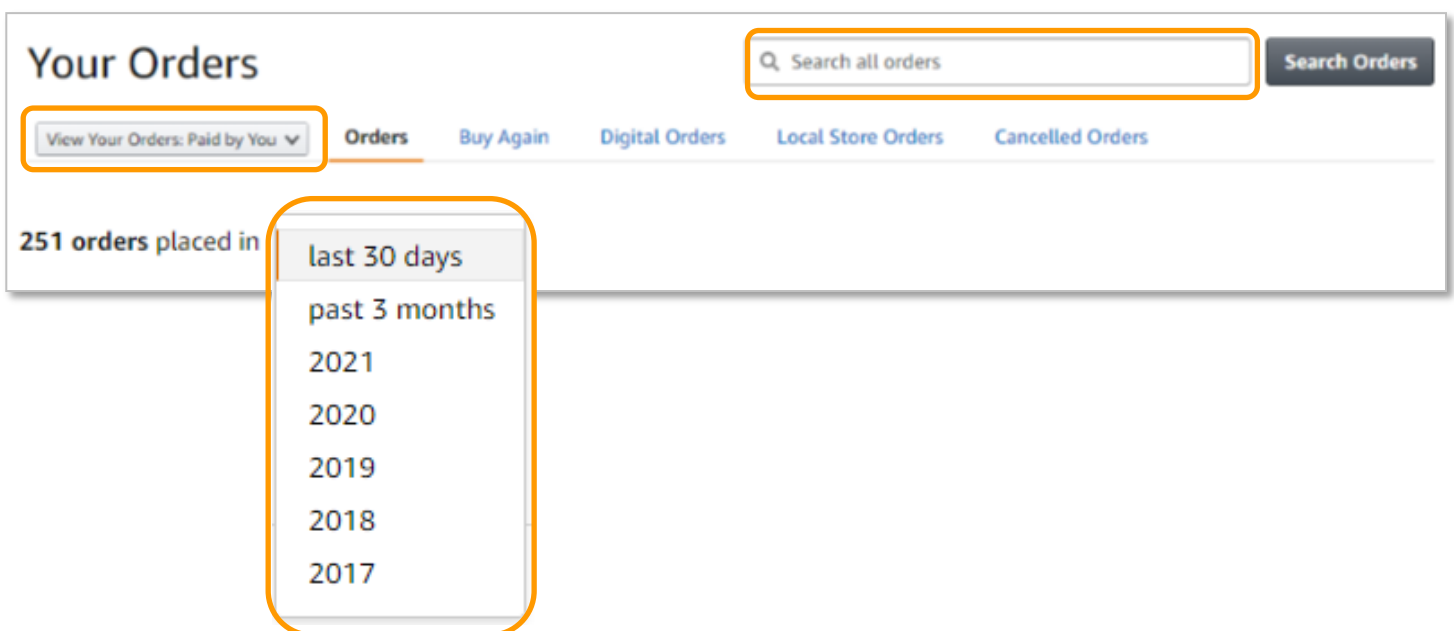 Your Orders
Search all orders
Search Orders
View Your Orders: Paid by You
Orders
Buy Again
Digital Orders
Local Store Orders
Cancelled Orders
251 orders placed in
last 30 days
past 3 months
2021
2020
2019
2018
2017